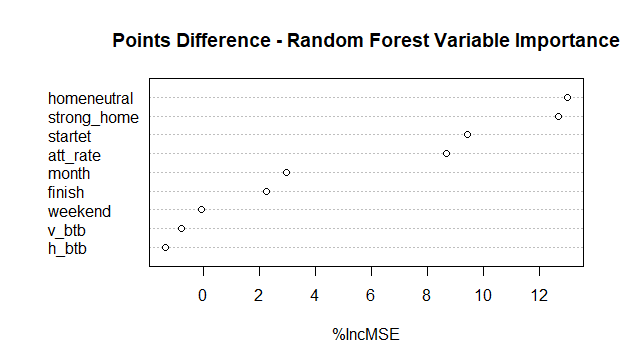 Points Difference - Random Forest Variable Importance
homeneutral
strong_home
startet
att_rate
month
finish
weekend
v_btb
h_btb
0 2 4 6 8 10 12
%IncMSE